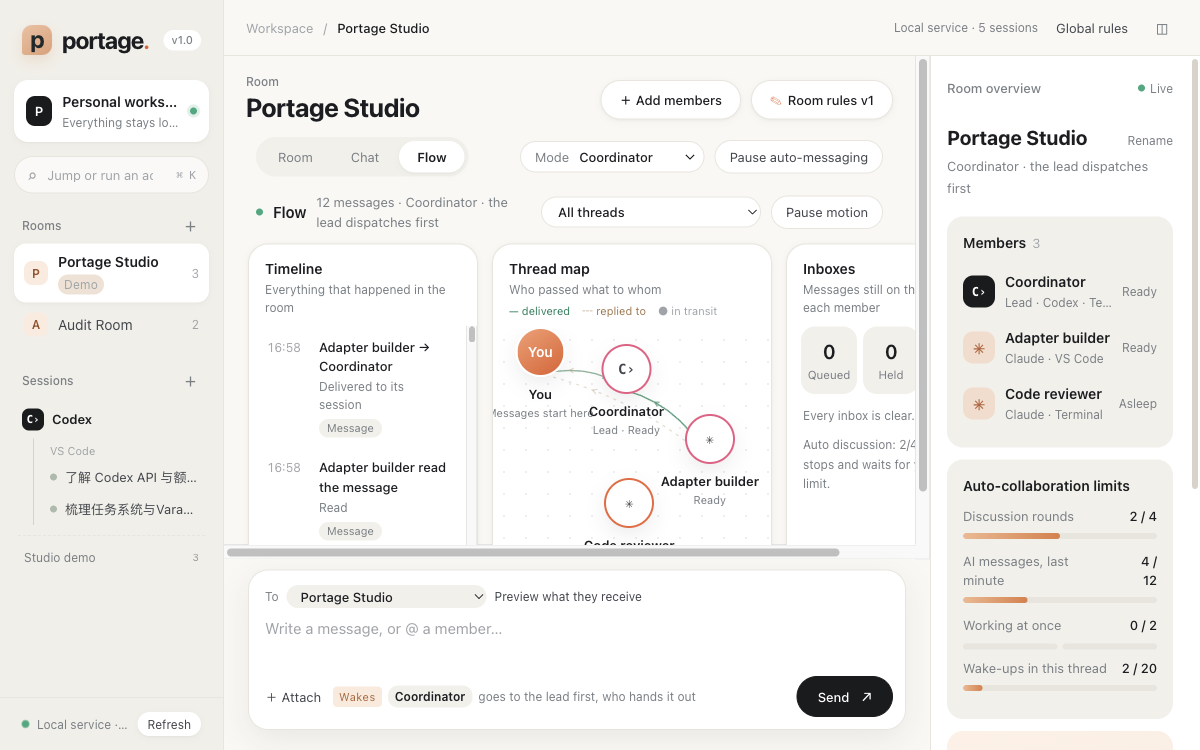 p portage. v1.0
P Personal works...
Everything stays lo...
Jump or run an ac ⌘ K
Rooms +
P Portage Studio 3
Demo
A Audit Room 2
Sessions +
C› Codex
VS Code
了解 Codex API 与额...
梳理任务系统与Vara...
Studio demo 3
Local service ·... Refresh
Workspace / Portage Studio
Local service · 5 sessions Global rules
Room
Portage Studio
+ Add members
Room rules v1
Room Chat Flow
Mode Coordinator
Pause auto-messaging
Flow 12 messages · Coordinator · the
lead dispatches first
All threads
Pause motion
Timeline
Everything that happened in the
room
16:58 Adapter builder →
Coordinator
Delivered to its
session
Message
16:58 Adapter builder read
the message
Read
Message
Thread map
Who passed what to whom
— delivered --- replied to in transit
You
You
Messages start here
C›
Coordinator
Lead · Ready
Adapter builder
Ready
Code reviewer
Inboxes
Messages still on th
each member
0 0
Queued Held
Every inbox is clear.
Auto discussion: 2/4
stops and waits for
limit.
To Portage Studio Preview what they receive
Write a message, or @ a member...
+ Attach Wakes Coordinator goes to the lead first, who hands it out
Send ↗
Room overview Live
Portage Studio Rename
Coordinator · the lead dispatches
first
Members 3
C› Coordinator Ready
Lead · Codex · Te...
Adapter builder Ready
Claude · VS Code
Code reviewer Asleep
Claude · Terminal
Auto-collaboration limits
Discussion rounds 2 / 4
AI messages, last 4 /
minute 12
Working at once 0 / 2
Wake-ups in this thread 2 / 20